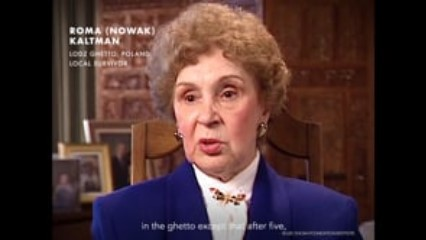 ROMA (NOWAK)
KALTMAN
LODZ GHETTO, POLAND
LOCAL SURVIVOR
in the ghetto except that after five,